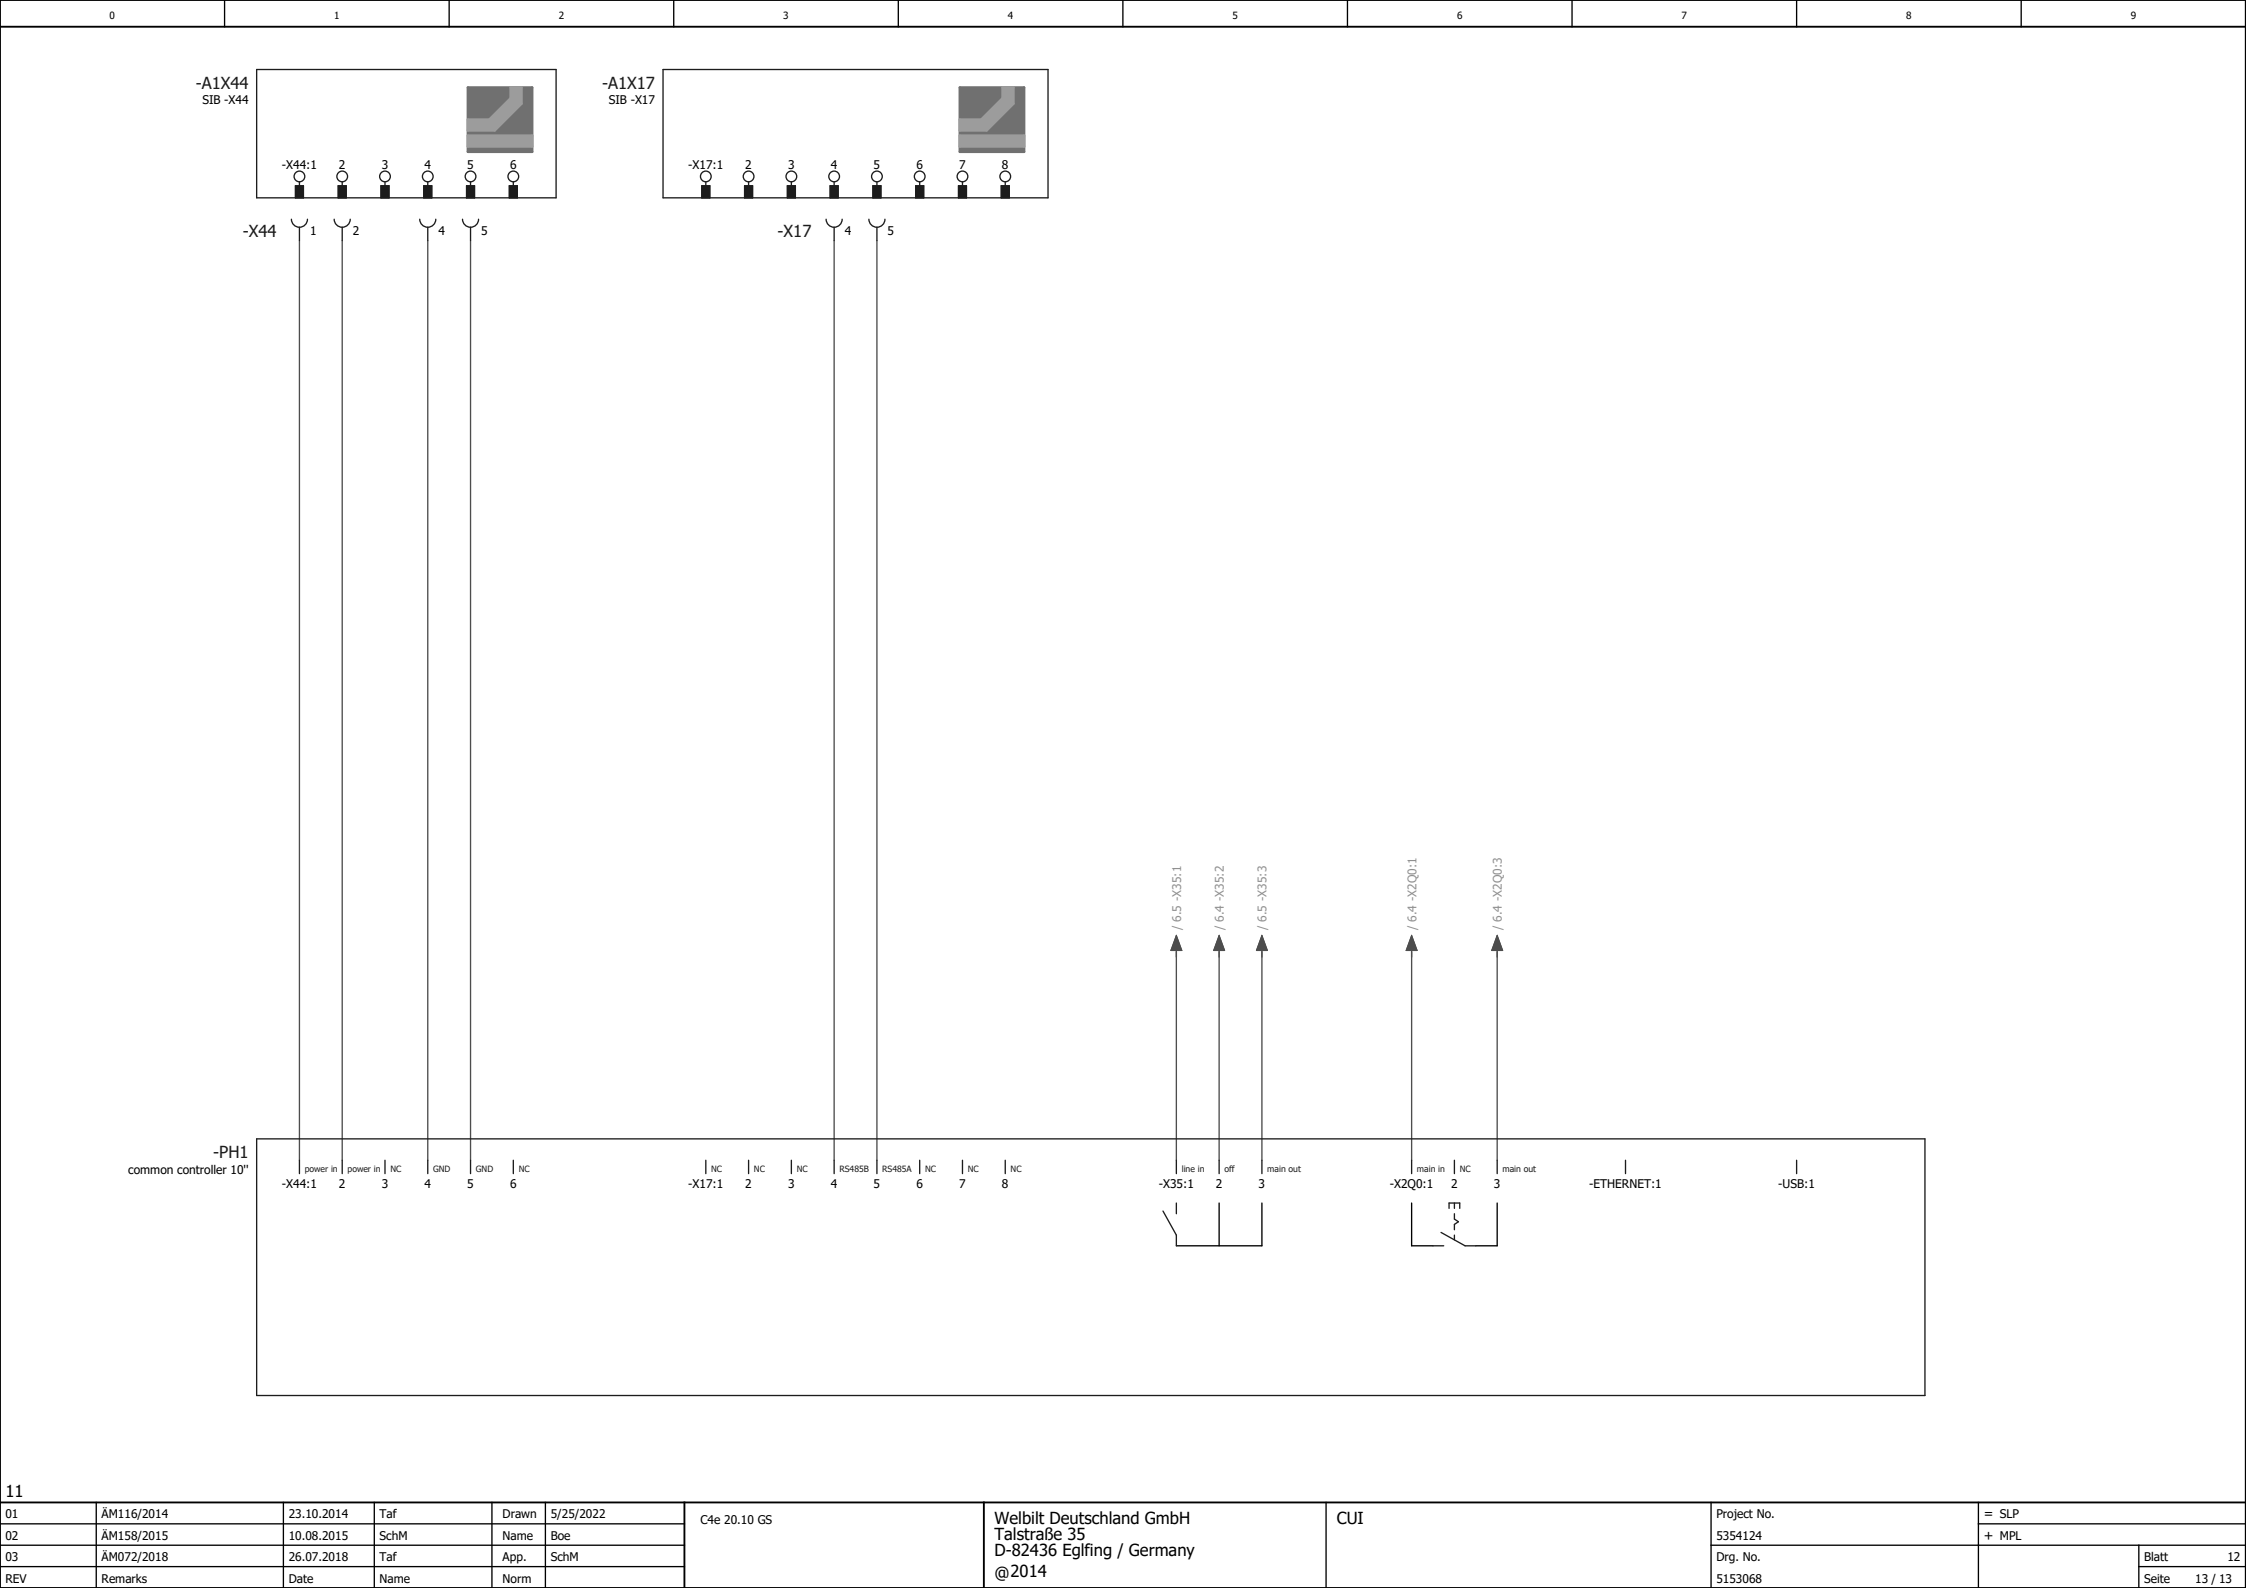 0 1 2 3 4 5 6 7 8 9
-A1X44
SIB -X44
-X44:1 2 3 4 5 6
-X44 1 2 4 5
-A1X17
SIB -X17
-X17:1 2 3 4 5 6 7 8
-X17 4 5
/ 6.5 -X35:1
/ 6.4 -X35:2
/ 6.5 -X35:3
/ 6.4 -X2Q0:1
/ 6.4 -X2Q0:3
-PH1
common controller 10"
power in power in NC GND GND NC
-X44:1 2 3 4 5 6
NC NC NC RS485B RS485A NC NC NC
-X17:1 2 3 4 5 6 7 8
line in off main out
-X35:1 2 3
main in NC main out
-X2Q0:1 2 3
-ETHERNET:1
-USB:1
11
01 ÄM116/2014 23.10.2014 Taf Drawn 5/25/2022
02 ÄM158/2015 10.08.2015 SchM Name Boe
03 ÄM072/2018 26.07.2018 Taf App. SchM
REV Remarks Date Name Norm
C4e 20.10 GS
Welbilt Deutschland GmbH
Talstraße 35
D-82436 Eglfing / Germany
@2014
CUI
Project No.
5354124
Drg. No.
5153068
= SLP
+ MPL
Blatt 12
Seite 13 / 13